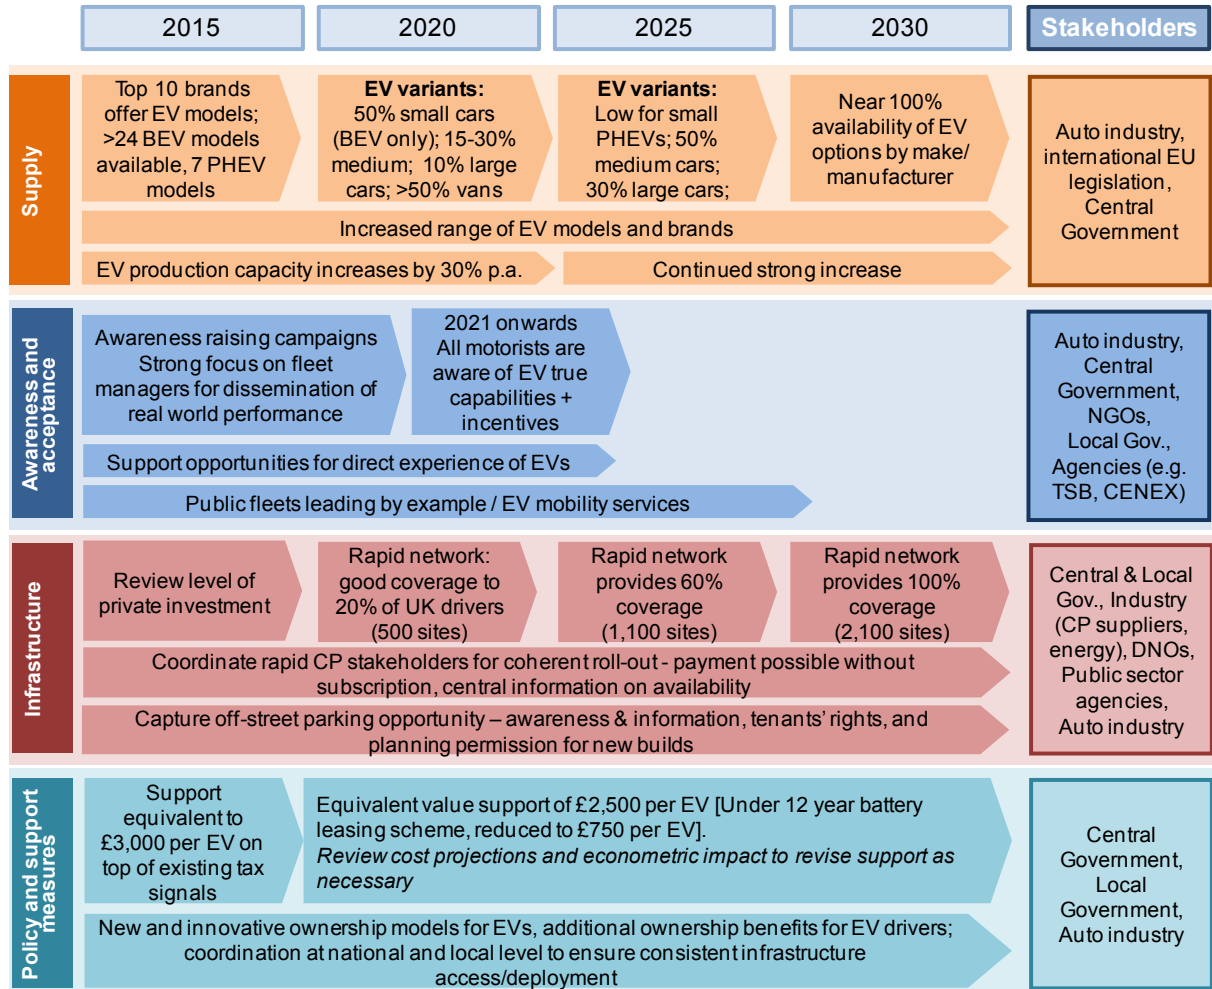 2015
2020
2025
2030
Stakeholders
Supply
Top 10 brands
offer EV models;
>24 BEV models
available, 7 PHEV
models
EV variants:
50% small cars
(BEV only); 15-30%
medium; 10% large
cars; >50% vans
EV variants:
Low for small
PHEVs; 50%
medium cars;
30% large cars;
Near 100%
availability of EV
options by make/
manufacturer
Increased range of EV models and brands
EV production capacity increases by 30% p.a.
Continued strong increase
Auto industry,
international EU
legislation,
Central
Government
Awareness and
acceptance
Awareness raising campaigns
Strong focus on fleet
managers for dissemination of
real world performance
2021 onwards
All motorists are
aware of EV true
capabilities +
incentives
Support opportunities for direct experience of EVs
Public fleets leading by example / EV mobility services
Auto industry,
Central
Government,
NGOs,
Local Gov.,
Agencies (e.g.
TSB, CENEX)
Infrastructure
Review level of
private investment
Rapid network:
good coverage to
20% of UK drivers
(500 sites)
Rapid network
provides 60%
coverage
(1,100 sites)
Rapid network
provides 100%
coverage
(2,100 sites)
Coordinate rapid CP stakeholders for coherent roll-out - payment possible without
subscription, central information on availability
Capture off-street parking opportunity – awareness & information, tenants' rights, and
planning permission for new builds
Central & Local
Gov., Industry
(CP suppliers,
energy), DNOs,
Public sector
agencies,
Auto industry
Policy and support
measures
Support
equivalent to
£3,000 per EV on
top of existing tax
signals
Equivalent value support of £2,500 per EV [Under 12 year battery
leasing scheme, reduced to £750 per EV].
Review cost projections and econometric impact to revise support as
necessary
New and innovative ownership models for EVs, additional ownership benefits for EV drivers;
coordination at national and local level to ensure consistent infrastructure
access/deployment
Central
Government,
Local
Government,
Auto industry